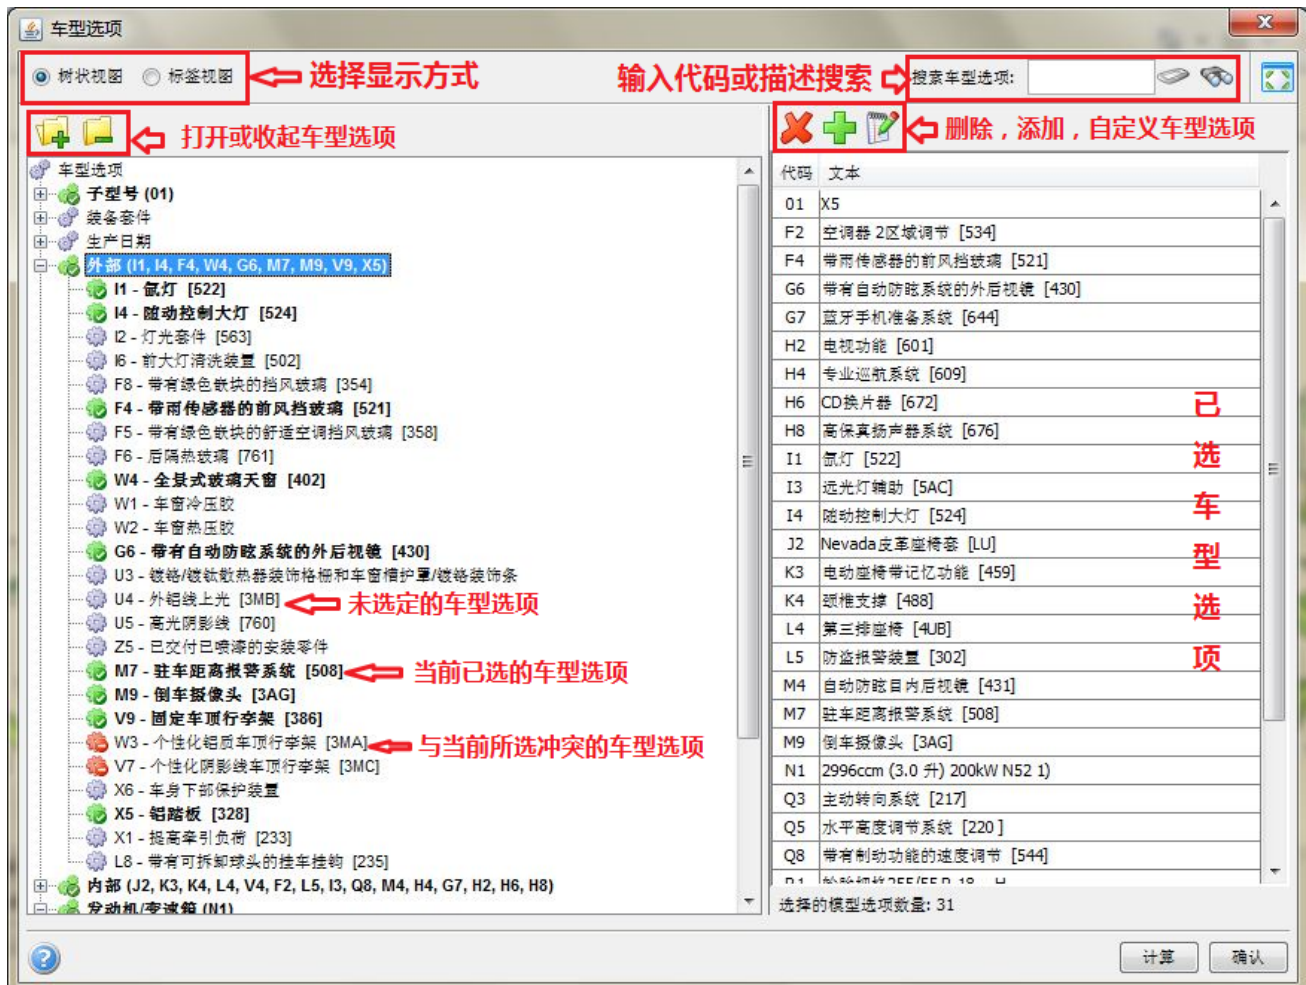 车型选项
树状视图 标签视图 选择显示方式 输入代码或描述搜索 搜索车型选项:
打开或收起车型选项
删除，添加，自定义车型选项
车型选项
子型号 (01)
装备套件
生产日期
外部 (I1, I4, F4, W4, G6, M7, M9, V9, X5)
I1 - 氙灯 [522]
I4 - 随动控制大灯 [524]
I2 - 灯光套件 [563]
I6 - 前大灯清洗装置 [502]
F8 - 带有绿色嵌块的挡风玻璃 [354]
F4 - 带雨传感器的前风挡玻璃 [521]
F5 - 带有绿色嵌块的舒适空调挡风玻璃 [358]
F6 - 后隔热玻璃 [761]
W4 - 全景式玻璃天窗 [402]
W1 - 车窗冷压胶
W2 - 车窗热压胶
G6 - 带有自动防眩系统的外后视镜 [430]
U3 - 镀铬/镀钛散热器装饰格栅和车窗槽护罩/镀铬装饰条
U4 - 外铝线上光 [3MB] 未选定的车型选项
U5 - 高光阴影线 [760]
Z5 - 已交付已喷漆的安装零件
M7 - 驻车距离报警系统 [508] 当前已选的车型选项
M9 - 倒车摄像头 [3AG]
V9 - 固定车顶行李架 [386]
W3 - 个性化铝质车顶行李架 [3MA] 与当前所选冲突的车型选项
V7 - 个性化阴影线车顶行李架 [3MC]
X6 - 车身下部保护装置
X5 - 铝踏板 [328]
X1 - 提高牵引负荷 [233]
L8 - 带有可拆卸球头的挂车挂钩 [235]
内部 (J2, K3, K4, L4, V4, F2, L5, I3, Q8, M4, H4, G7, H2, H6, H8)
发动机/变速箱 (N1)
代码 文本
01 X5
F2 空调器 2区域调节 [534]
F4 带雨传感器的前风挡玻璃 [521]
G6 带有自动防眩系统的外后视镜 [430]
G7 蓝牙手机准备系统 [644]
H2 电视功能 [601]
H4 专业巡航系统 [609]
H6 CD换片器 [672]
H8 高保真扬声器系统 [676]
I1 氙灯 [522]
I3 远光灯辅助 [5AC]
I4 随动控制大灯 [524]
J2 Nevada皮革座椅套 [LU]
K3 电动座椅带记忆功能 [459]
K4 颈椎支撑 [488]
L4 第三排座椅 [4UB]
L5 防盗报警装置 [302]
M4 自动防眩目内后视镜 [431]
M7 驻车距离报警系统 [508]
M9 倒车摄像头 [3AG]
N1 2996ccm (3.0 升) 200kW N52 1)
Q3 主动转向系统 [217]
Q5 水平高度调节系统 [220 ]
Q8 带有制动功能的速度调节 [544]
已
选
车
型
选
项
选择的模型选项数量: 31
计算 确认